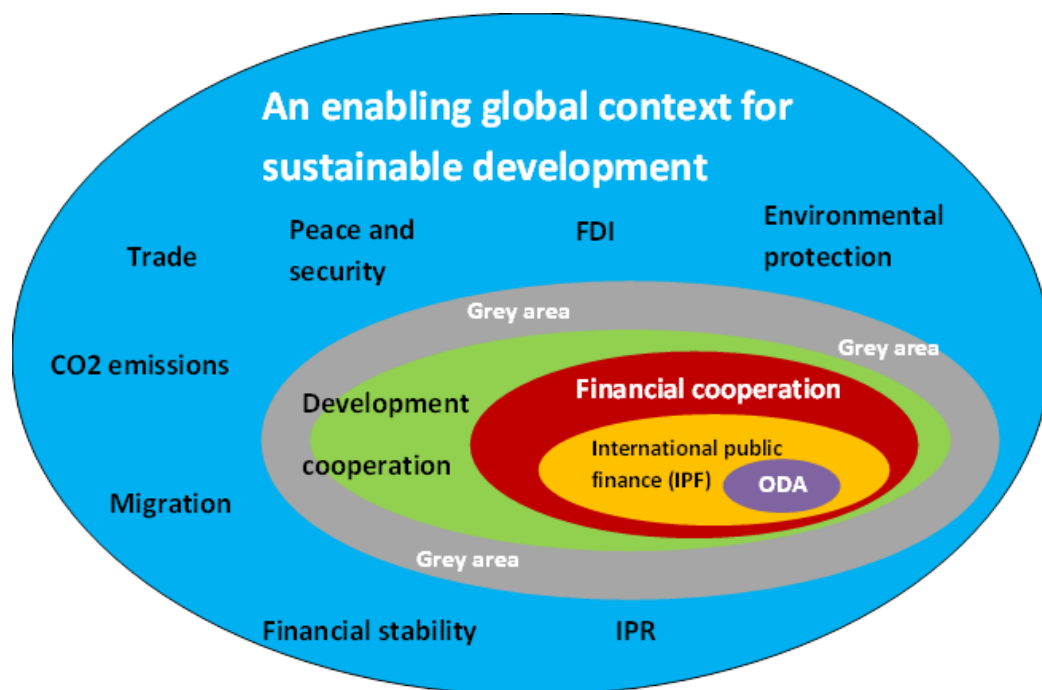 An enabling global context for
sustainable development
Trade
Peace and
security
FDI
Environmental
protection
Grey area
Grey area
CO2 emissions
Development
cooperation
Financial cooperation
International public
finance (IPF)
ODA
Migration
Grey area
Financial stability
IPR